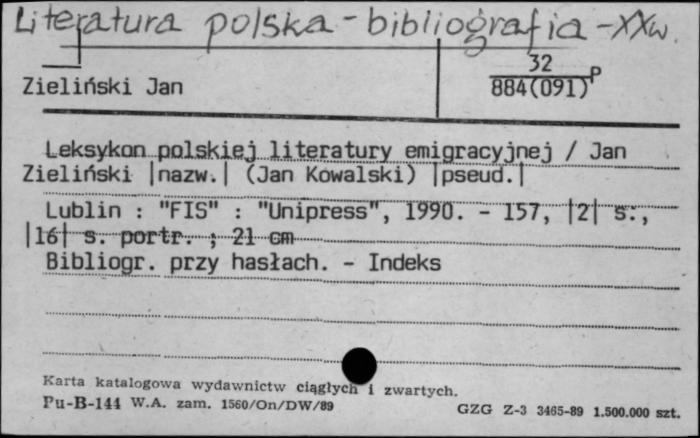 Literatura polska - bibliografia - XXw.
32
Zieliński Jan
884(091)P
Leksykon polskiej literatury emigracyjnej / Jan
Zieliński |nazw.| (Jan Kowalski) |pseud.|
Lublin : "FIS" : "Unipress", 1990. - 157, |2| s.,
|16| s. portr. ; 21 cm
Bibliogr. przy hasłach. - Indeks
Karta katalogowa wydawnictw ciągłych i zwartych.
Pu-B-144 W.A. zam. 1560/On/DW/89 GZG Z-3 3465-89 1.500.000 szt.